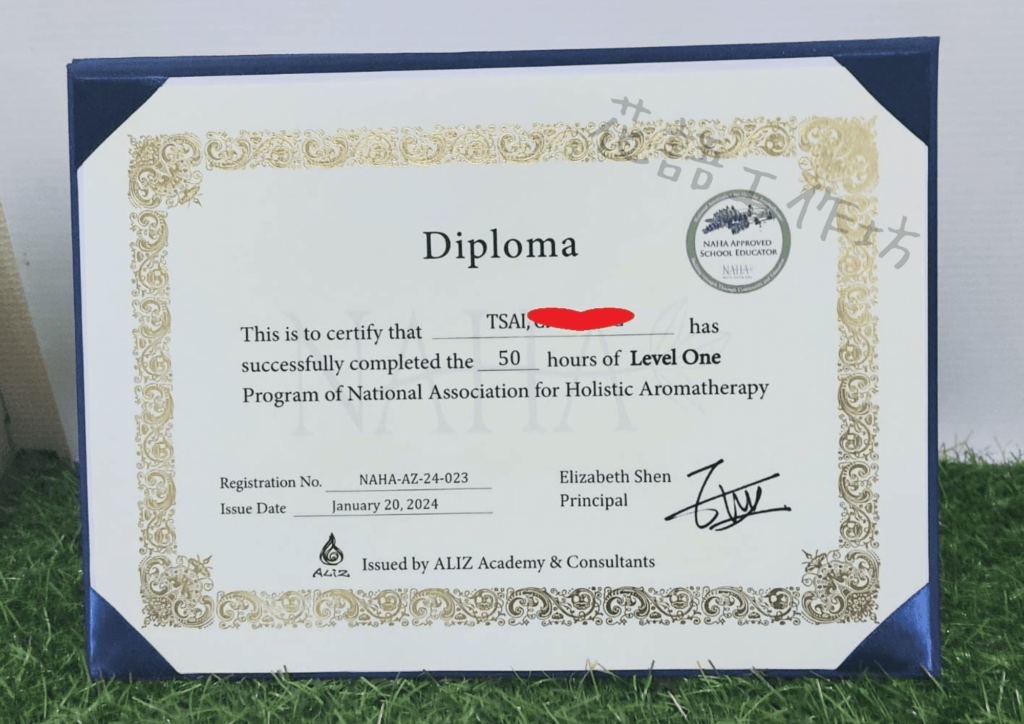 花語工作坊
Diploma
NAHA APPROVED
SCHOOL EDUCATOR
NAHA
This is to certify that TSAI, has
successfully completed the 50 hours of Level One
Program of National Association for Holistic Aromatherapy
NAHA
Registration No. NAHA-AZ-24-023
Issue Date January 20, 2024
Elizabeth Shen
Principal
ALIZ
Issued by ALIZ Academy & Consultants